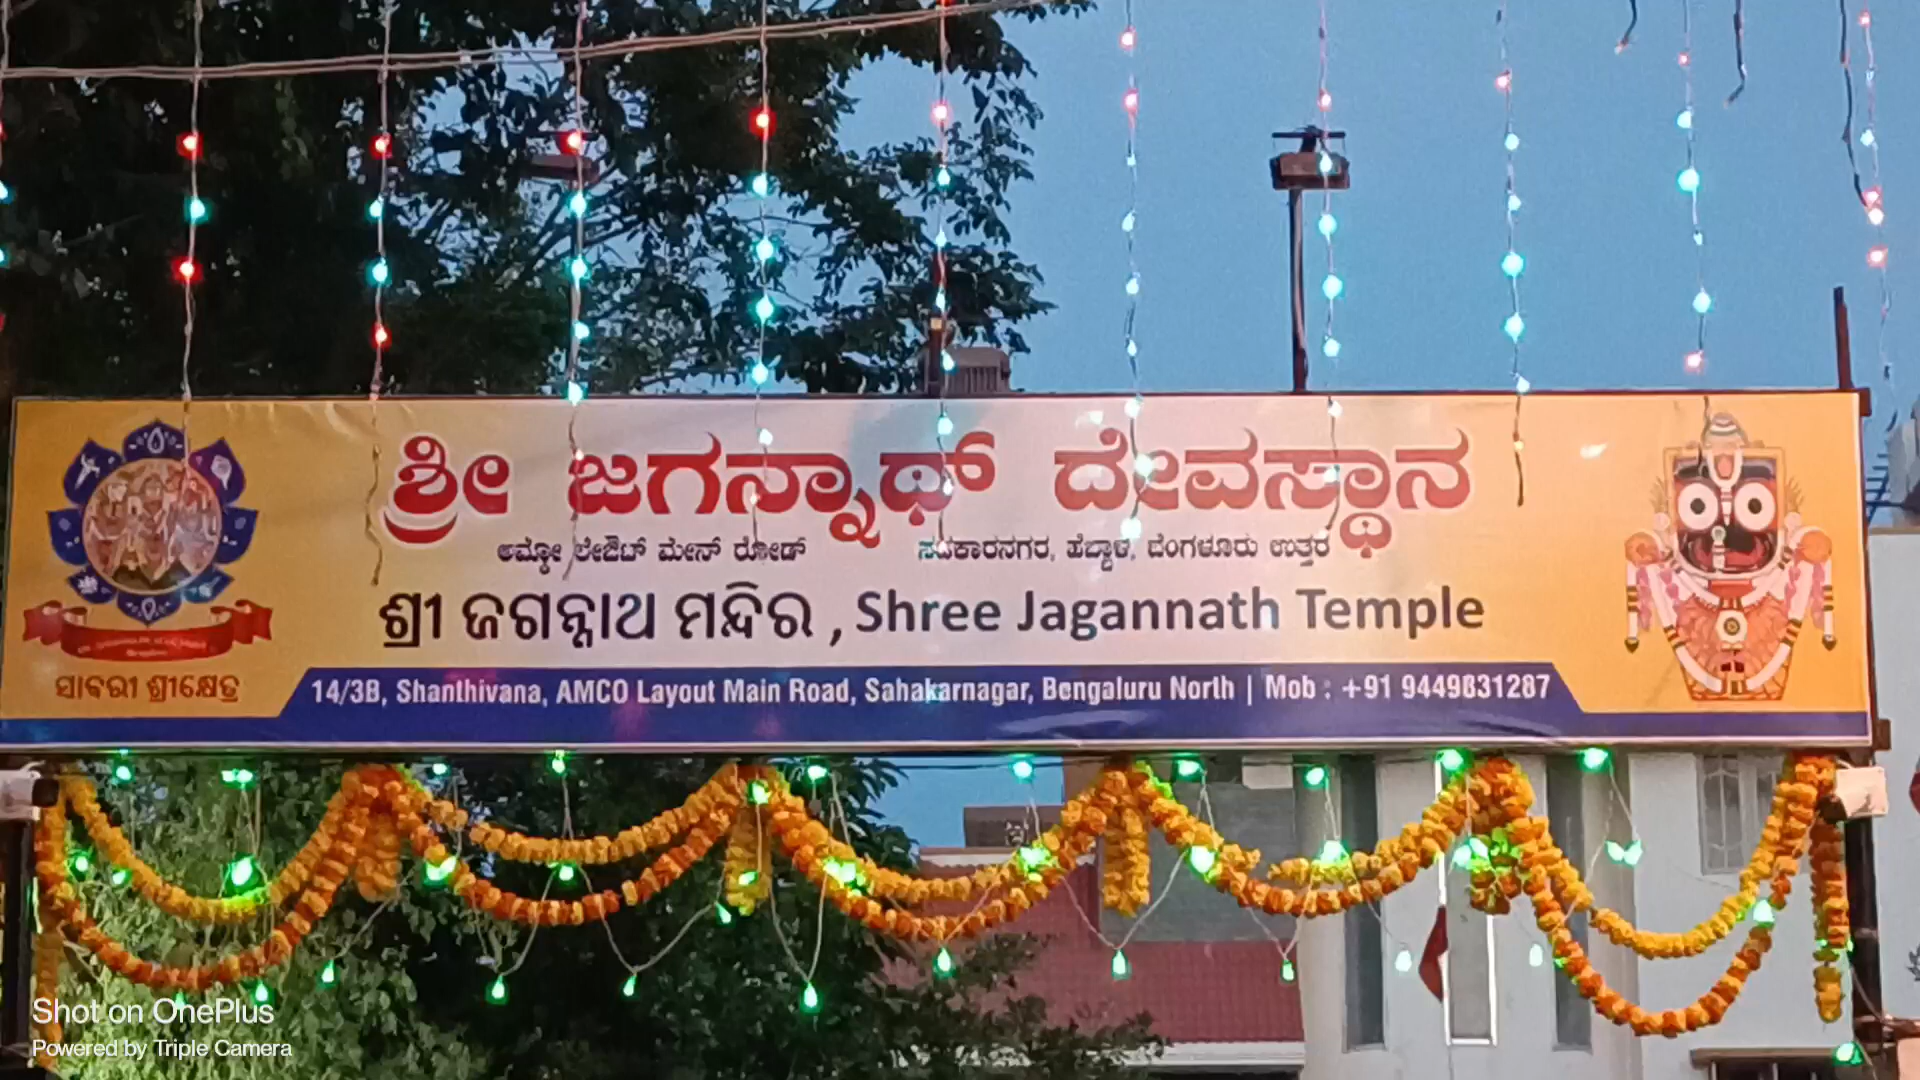 ಶ್ರೀ ಜಗನ್ನಾಥ್ ದೇವಸ್ಥಾನ
ಅಮ್ಕೋ ಲೇಔಟ್ ಮೇನ್ ರೋಡ್ ಸಹಕಾರನಗರ, ಹೆಬ್ಬಾಳ, ಬೆಂಗಳೂರು ಉತ್ತರ
ଶ୍ରୀ ଜଗନ୍ନାଥ ମନ୍ଦିର , Shree Jagannath Temple
ସାବରୀ ଶ୍ରୀକ୍ଷେତ୍ର
14/3B, Shanthivana, AMCO Layout Main Road, Sahakarnagar, Bengaluru North | Mob : +91 9449831287
Shot on OnePlus
Powered by Triple Camera